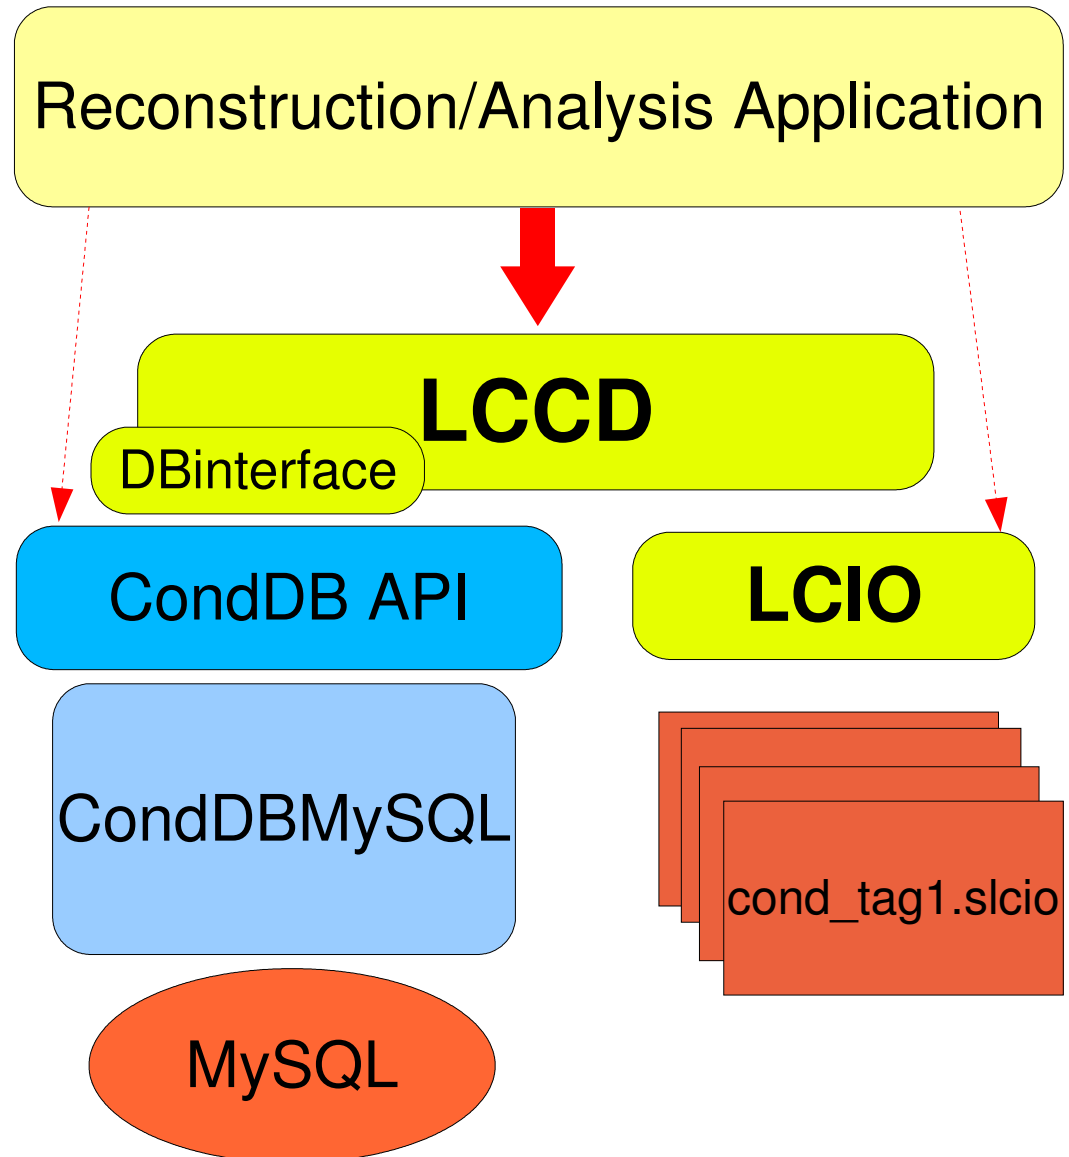 Reconstruction/Analysis Application
LCCD
DBinterface
CondDB API
LCIO
CondDBMySQL
cond_tag1.slcio
MySQL